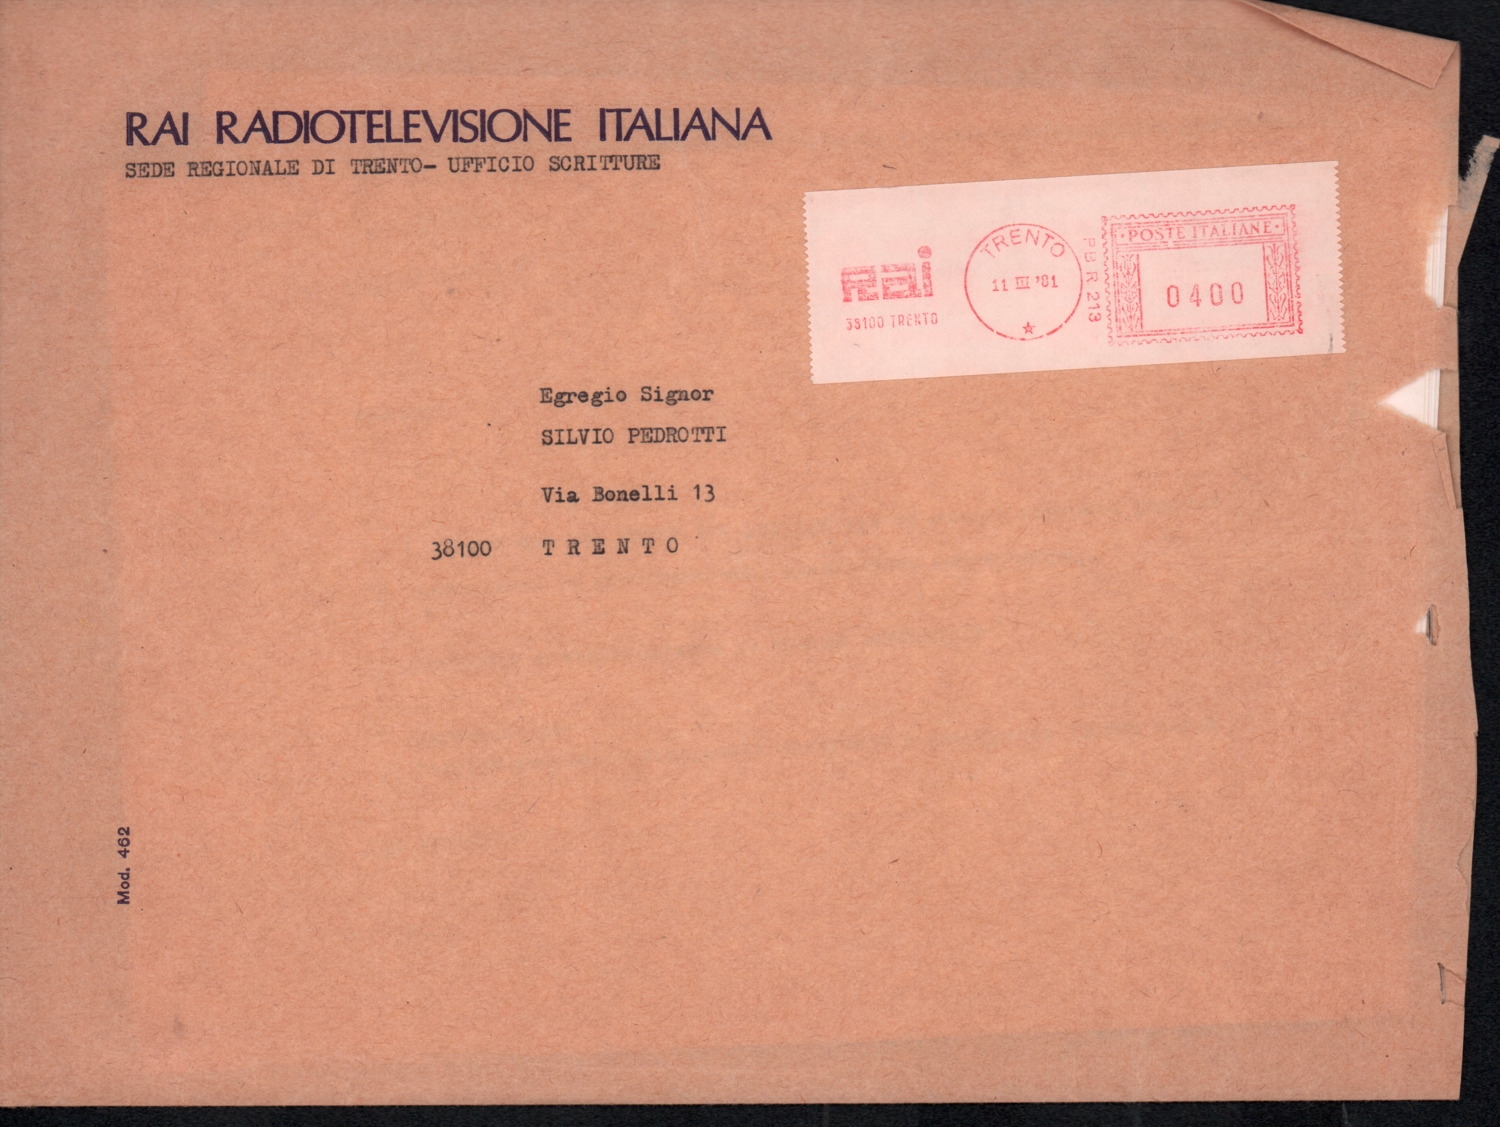 RAI RADIOTELEVISIONE ITALIANA
SEDE REGIONALE DI TRENTO- UFFICIO SCRITTURE
Rai
38100 TRENTO
TRENTO
11 III '81
PBR 213
POSTE ITALIANE
0400
Egregio Signor
SILVIO PEDROTTI
Via Bonelli 13
38100 TRENTO
Mod. 462